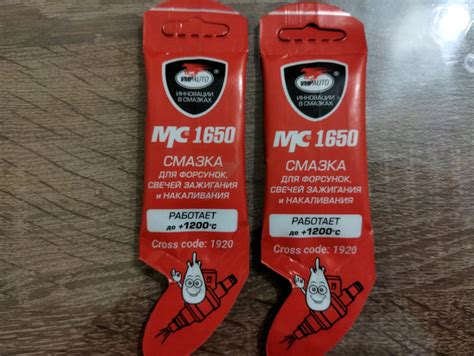 VMPAUTO
ИННОВАЦИИ
В СМАЗКАХ
МС 1650
СМАЗКА
ДЛЯ ФОРСУНОК,
СВЕЧЕЙ ЗАЖИГАНИЯ
и НАКАЛИВАНИЯ
РАБОТАЕТ
до +1200°С
Cross code: 1920
VMPAUTO
ИННОВАЦИИ
В СМАЗКАХ
МС 1650
СМАЗКА
ДЛЯ ФОРСУНОК,
СВЕЧЕЙ ЗАЖИГАНИЯ
и НАКАЛИВАНИЯ
РАБОТАЕТ
до +1200°С
Cross code: 1920